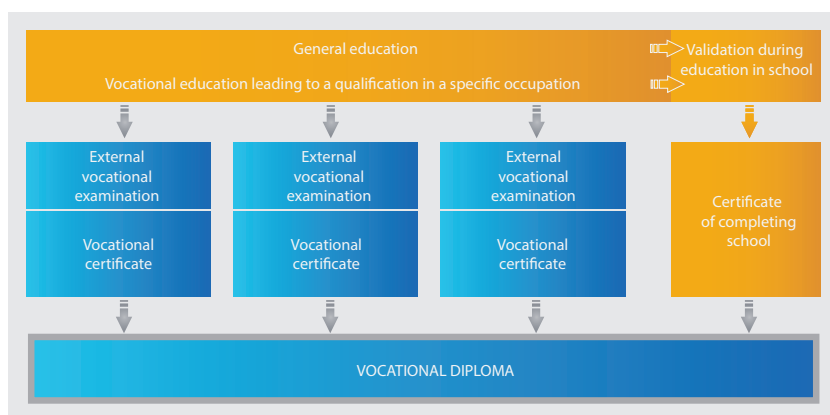 General education
Validation during
education in school
Vocational education leading to a qualification in a specific occupation
External
vocational
examination
Vocational
certificate
External
vocational
examination
Vocational
certificate
External
vocational
examination
Vocational
certificate
Certificate
of completing
school
VOCATIONAL DIPLOMA